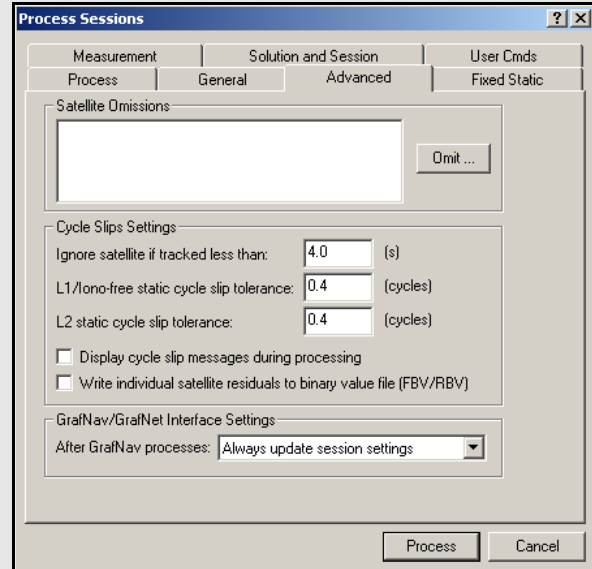 Process Sessions
Measurement Solution and Session User Cmds
Process General Advanced Fixed Static
Satellite Omissions
Omit ...
Cycle Slips Settings
Ignore satellite if tracked less than: 4.0 (s)
L1/Iono-free static cycle slip tolerance: 0.4 (cycles)
L2 static cycle slip tolerance: 0.4 (cycles)
Display cycle slip messages during processing
Write individual satellite residuals to binary value file (FBV/RBV)
GrafNav/GrafNet Interface Settings
After GrafNav processes: Always update session settings
Process Cancel